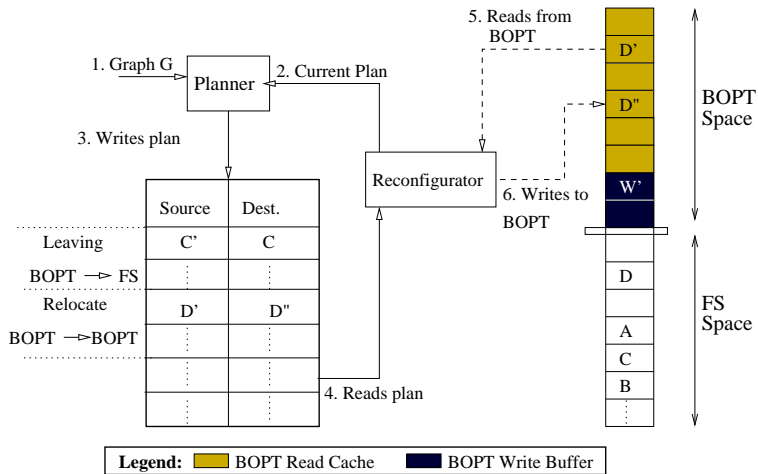 1. Graph G
Planner
2. Current Plan
3. Writes plan
5. Reads from
BOPT
Reconfigurator
6. Writes to
BOPT
4. Reads plan
Source Dest.
Leaving
C' C
BOPT FS
Relocate
D' D"
BOPT BOPT
D'
D"
W'
D
A
C
B
BOPT
Space
FS
Space
Legend: BOPT Read Cache BOPT Write Buffer